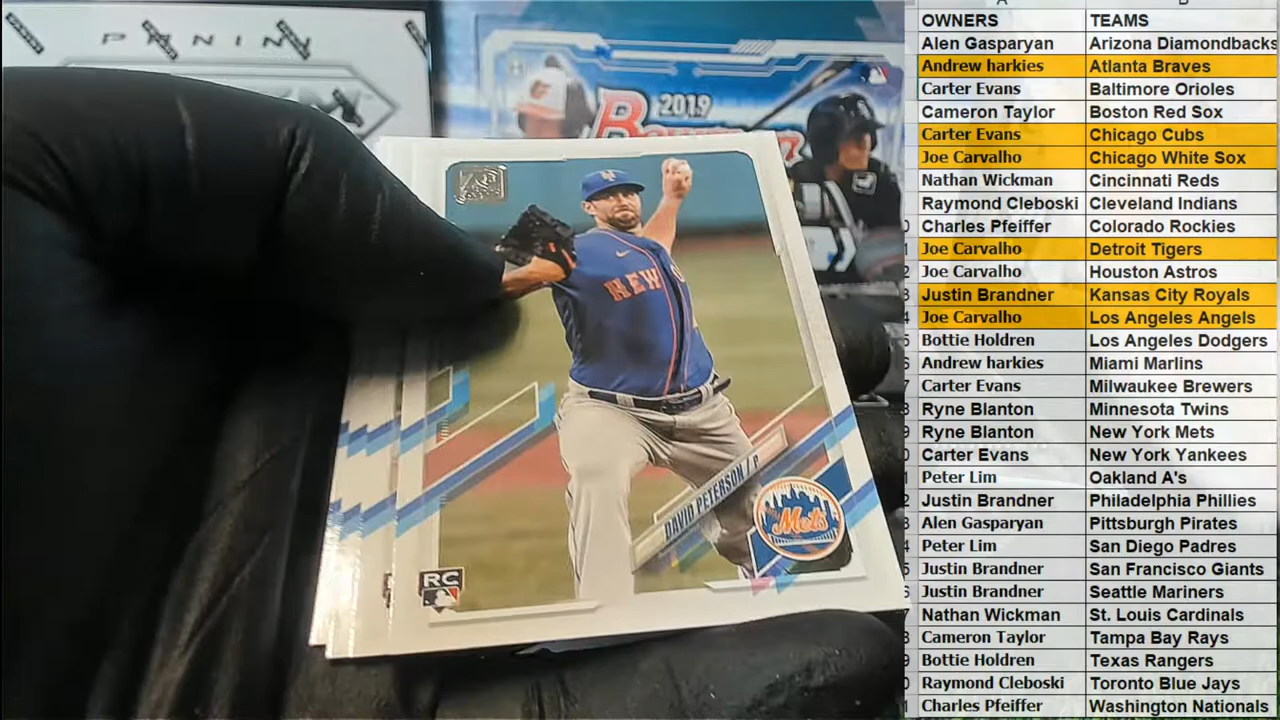 PANINI
2019
Bowman
70
NEW
DAVID PETERSON / P
Mets
RC
OWNERS TEAMS
Alen Gasparyan Arizona Diamondbacks
Andrew harkies Atlanta Braves
Carter Evans Baltimore Orioles
Cameron Taylor Boston Red Sox
Carter Evans Chicago Cubs
Joe Carvalho Chicago White Sox
Nathan Wickman Cincinnati Reds
Raymond Cleboski Cleveland Indians
Charles Pfeiffer Colorado Rockies
Joe Carvalho Detroit Tigers
Joe Carvalho Houston Astros
Justin Brandner Kansas City Royals
Joe Carvalho Los Angeles Angels
Bottie Holdren Los Angeles Dodgers
Andrew harkies Miami Marlins
Carter Evans Milwaukee Brewers
Ryne Blanton Minnesota Twins
Ryne Blanton New York Mets
Carter Evans New York Yankees
Peter Lim Oakland A's
Justin Brandner Philadelphia Phillies
Alen Gasparyan Pittsburgh Pirates
Peter Lim San Diego Padres
Justin Brandner San Francisco Giants
Justin Brandner Seattle Mariners
Nathan Wickman St. Louis Cardinals
Cameron Taylor Tampa Bay Rays
Bottie Holdren Texas Rangers
Raymond Cleboski Toronto Blue Jays
Charles Pfeiffer Washington Nationals